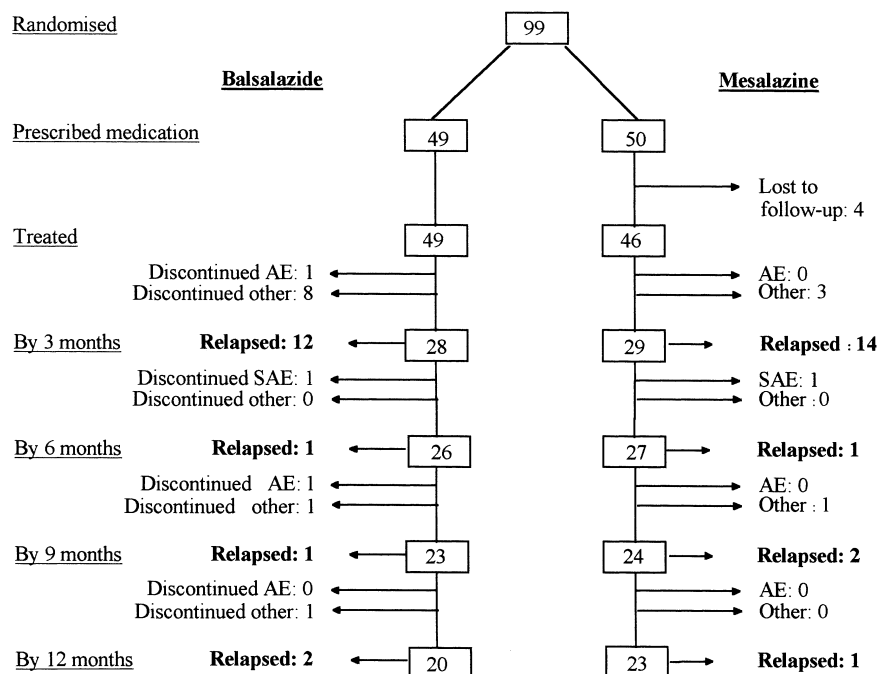 Randomised
99
Balsalazide
Mesalazine
Prescribed medication
49
50
Lost to
follow-up: 4
Treated
49
46
Discontinued AE: 1
AE: 0
Discontinued other: 8
Other: 3
By 3 months
Relapsed: 12
28
29
Relapsed : 14
Discontinued SAE: 1
SAE: 1
Discontinued other: 0
Other : 0
By 6 months
Relapsed: 1
26
27
Relapsed: 1
Discontinued AE: 1
AE: 0
Discontinued other: 1
Other : 1
By 9 months
Relapsed: 1
23
24
Relapsed: 2
Discontinued AE: 0
AE: 0
Discontinued other: 1
Other: 0
By 12 months
Relapsed: 2
20
23
Relapsed: 1